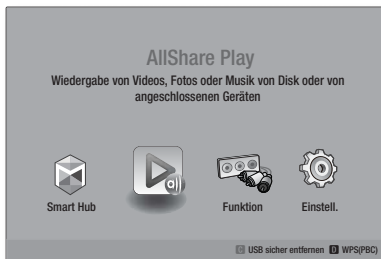 AllShare Play
Wiedergabe von Videos, Fotos oder Musik von Disk oder von
angeschlossenen Geräten
Smart Hub
Funktion
Einstell.
C USB sicher entfernen D WPS(PBC)